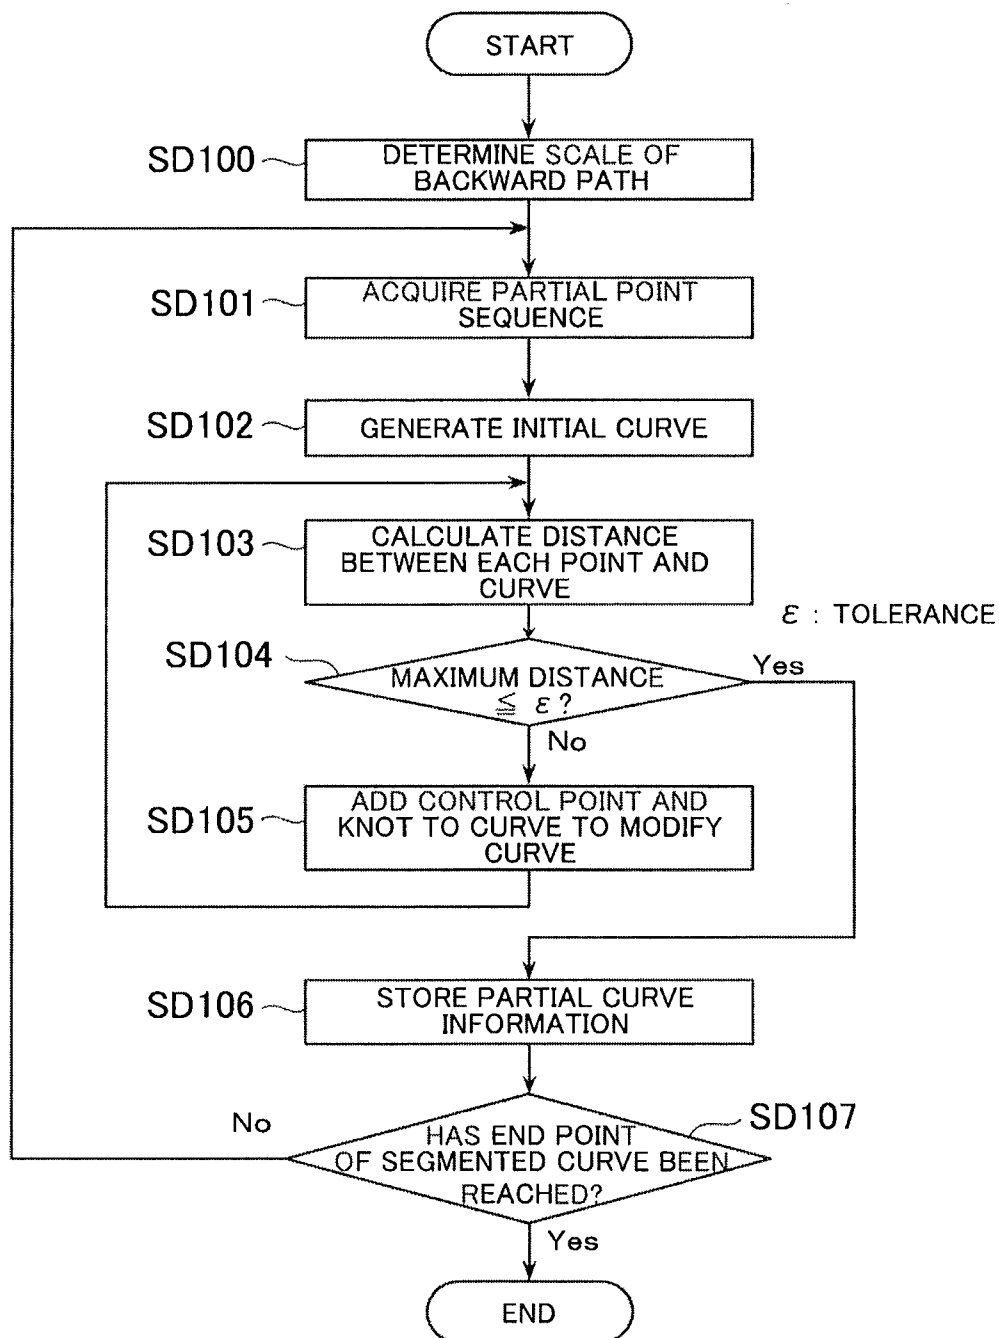 START
SD100
DETERMINE SCALE OF
BACKWARD PATH
SD101
ACQUIRE PARTIAL POINT
SEQUENCE
SD102
GENERATE INITIAL CURVE
SD103
CALCULATE DISTANCE
BETWEEN EACH POINT AND
CURVE
ε : TOLERANCE
SD104
MAXIMUM DISTANCE
≦ ε?
Yes
No
SD105
ADD CONTROL POINT AND
KNOT TO CURVE TO MODIFY
CURVE
SD106
STORE PARTIAL CURVE
INFORMATION
No
SD107
HAS END POINT
OF SEGMENTED CURVE BEEN
REACHED?
Yes
END